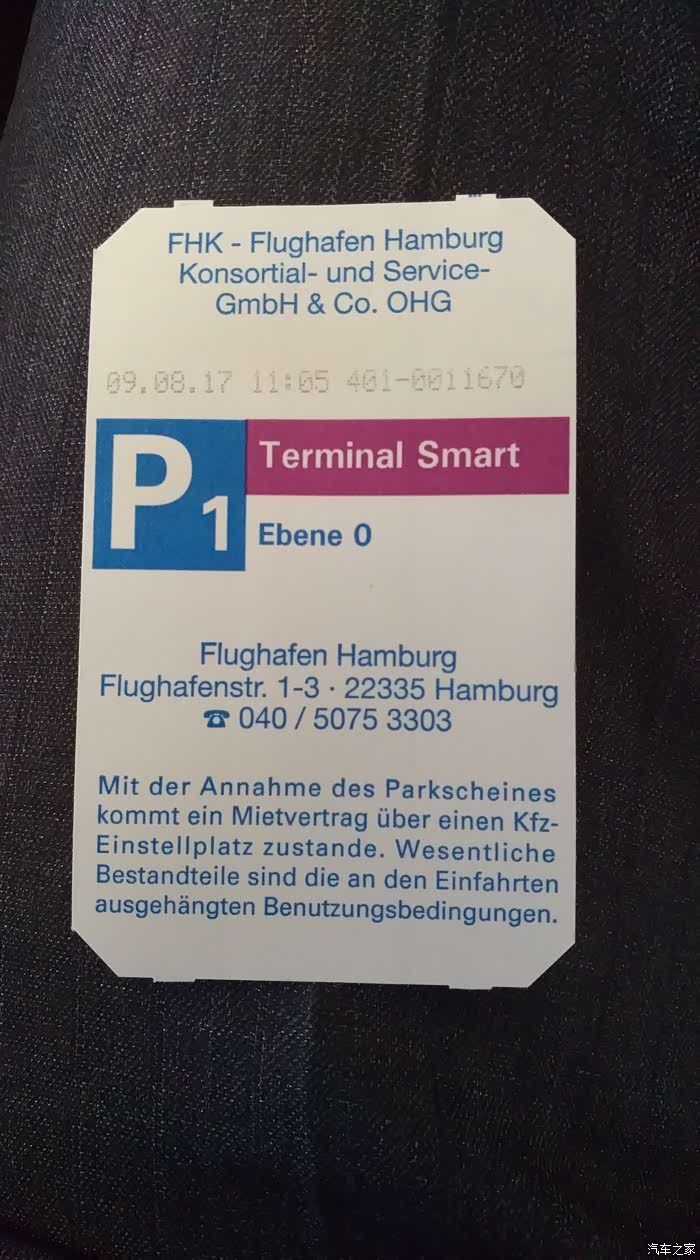 FHK - Flughafen Hamburg
Konsortial- und Service-
GmbH & Co. OHG
09.08.17 11:05 401-0011670
P1
Terminal Smart
Ebene 0
Flughafen Hamburg
Flughafenstr. 1-3 · 22335 Hamburg
☎ 040 / 5075 3303
Mit der Annahme des Parkscheines
kommt ein Mietvertrag über einen Kfz-
Einstellplatz zustande. Wesentliche
Bestandteile sind die an den Einfahrten
ausgehängten Benutzungsbedingungen.
汽车之家